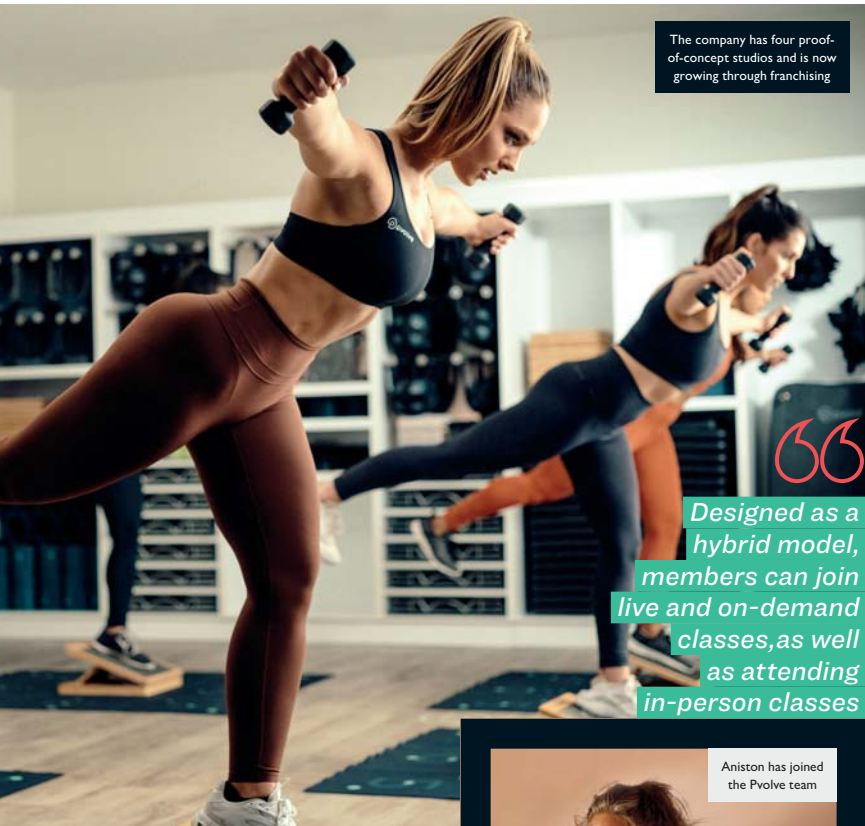 The company has four proof-
of-concept studios and is now
growing through franchising
Designed as a
hybrid model,
members can join
live and on-demand
classes,as well
as attending
in-person classes
Aniston has joined
the Pvolve team